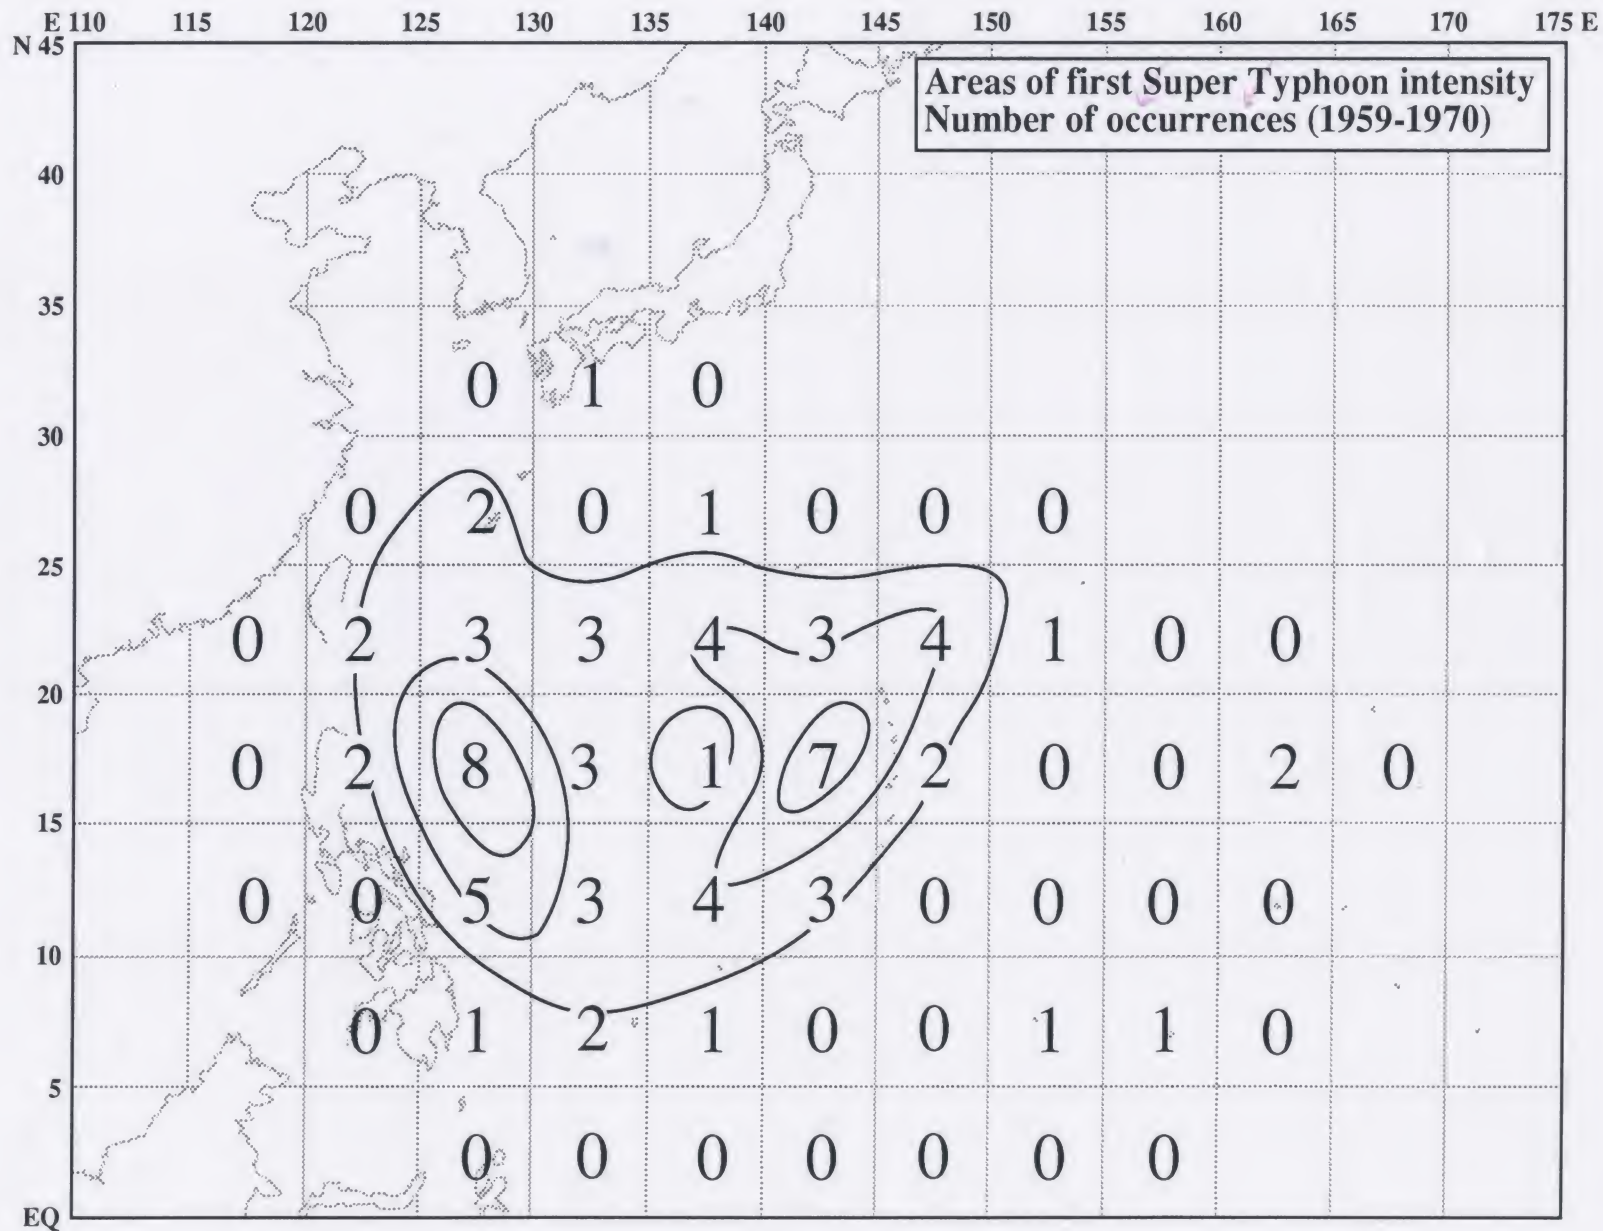 E 110 115 120 125 130 135 140 145 150 155 160 165 170 175 E
N 45
Areas of first Super Typhoon intensity
Number of occurrences (1959-1970)
40
35
0 1 0
30
0 2 0 1 0 0 0
25
0 2 3 3 4 3 4 1 0 0
20
0 2 8 3 1 7 2 0 0 2 0
15
0 0 5 3 4 3 0 0 0 0
10
0 1 2 1 0 0 1 1 0
5
0 0 0 0 0 0 0
EQ